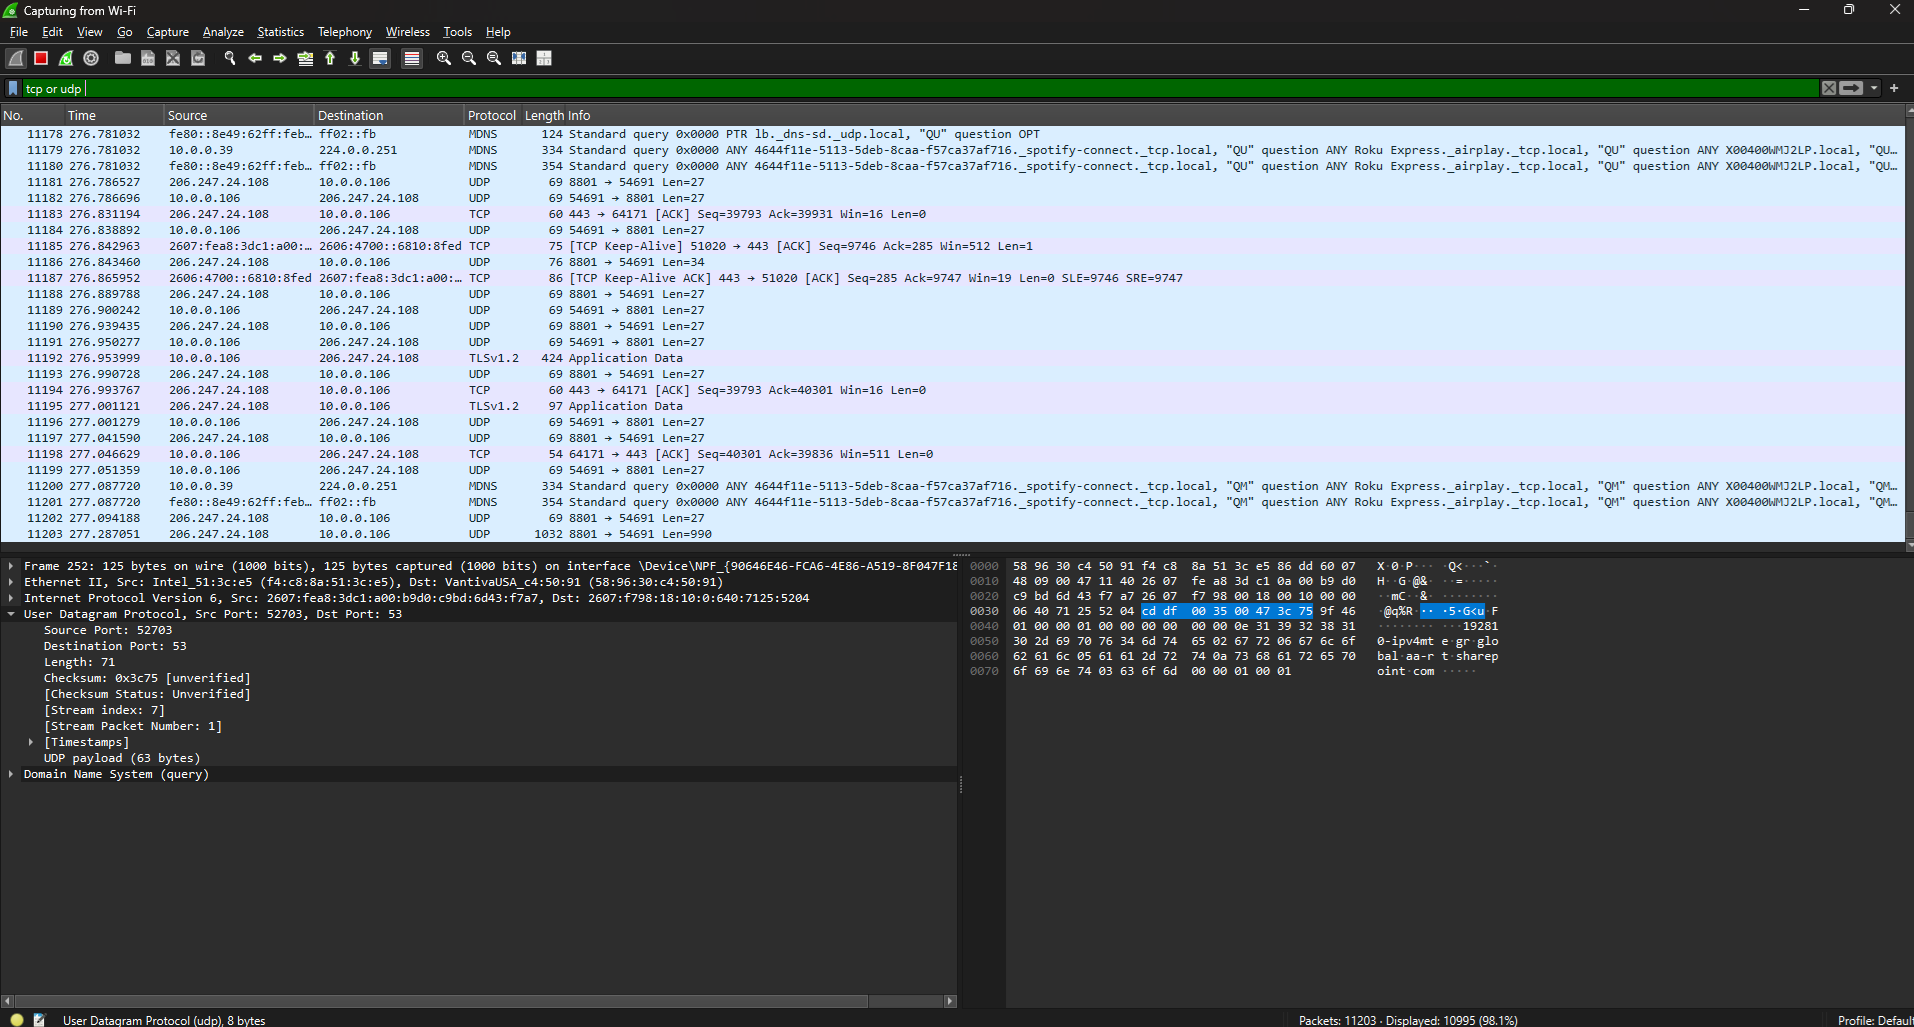 Capturing from Wi-Fi
File Edit View Go Capture Analyze Statistics Telephony Wireless Tools Help
tcp or udp
No. Time Source Destination Protocol Length Info
11178 276.781032 fe80::8e49:62ff:feb… ff02::fb MDNS 124 Standard query 0x0000 PTR lb._dns-sd._udp.local, "QU" question OPT
11179 276.781032 10.0.0.39 224.0.0.251 MDNS 334 Standard query 0x0000 ANY 4644f11e-5113-5deb-8caa-f57ca37af716._spotify-connect._tcp.local, "QU" question ANY Roku Express._airplay._tcp.local, "QU" question ANY X00400WMJ2LP.local, "QU…
11180 276.781032 fe80::8e49:62ff:feb… ff02::fb MDNS 354 Standard query 0x0000 ANY 4644f11e-5113-5deb-8caa-f57ca37af716._spotify-connect._tcp.local, "QU" question ANY Roku Express._airplay._tcp.local, "QU" question ANY X00400WMJ2LP.local, "QU…
11181 276.786527 206.247.24.108 10.0.0.106 UDP 69 8801 → 54691 Len=27
11182 276.786696 10.0.0.106 206.247.24.108 UDP 69 54691 → 8801 Len=27
11183 276.831194 206.247.24.108 10.0.0.106 TCP 60 443 → 64171 [ACK] Seq=39793 Ack=39931 Win=16 Len=0
11184 276.838892 10.0.0.106 206.247.24.108 UDP 69 54691 → 8801 Len=27
11185 276.842963 2607:fea8:3dc1:a00:… 2606:4700::6810:8fed TCP 75 [TCP Keep-Alive] 51020 → 443 [ACK] Seq=9746 Ack=285 Win=512 Len=1
11186 276.843460 206.247.24.108 10.0.0.106 UDP 76 8801 → 54691 Len=34
11187 276.865952 2606:4700::6810:8fed 2607:fea8:3dc1:a00:… TCP 86 [TCP Keep-Alive ACK] 443 → 51020 [ACK] Seq=285 Ack=9747 Win=19 Len=0 SLE=9746 SRE=9747
11188 276.889788 206.247.24.108 10.0.0.106 UDP 69 8801 → 54691 Len=27
11189 276.900242 10.0.0.106 206.247.24.108 UDP 69 54691 → 8801 Len=27
11190 276.939435 206.247.24.108 10.0.0.106 UDP 69 8801 → 54691 Len=27
11191 276.950277 10.0.0.106 206.247.24.108 UDP 69 54691 → 8801 Len=27
11192 276.953999 10.0.0.106 206.247.24.108 TLSv1.2 424 Application Data
11193 276.990728 206.247.24.108 10.0.0.106 UDP 69 8801 → 54691 Len=27
11194 276.993767 206.247.24.108 10.0.0.106 TCP 60 443 → 64171 [ACK] Seq=39793 Ack=40301 Win=16 Len=0
11195 277.001121 206.247.24.108 10.0.0.106 TLSv1.2 97 Application Data
11196 277.001279 10.0.0.106 206.247.24.108 UDP 69 54691 → 8801 Len=27
11197 277.041590 206.247.24.108 10.0.0.106 UDP 69 8801 → 54691 Len=27
11198 277.046629 10.0.0.106 206.247.24.108 TCP 54 64171 → 443 [ACK] Seq=40301 Ack=39836 Win=511 Len=0
11199 277.051359 10.0.0.106 206.247.24.108 UDP 69 54691 → 8801 Len=27
11200 277.087720 10.0.0.39 224.0.0.251 MDNS 334 Standard query 0x0000 ANY 4644f11e-5113-5deb-8caa-f57ca37af716._spotify-connect._tcp.local, "QM" question ANY Roku Express._airplay._tcp.local, "QM" question ANY X00400WMJ2LP.local, "QM…
11201 277.087720 fe80::8e49:62ff:feb… ff02::fb MDNS 354 Standard query 0x0000 ANY 4644f11e-5113-5deb-8caa-f57ca37af716._spotify-connect._tcp.local, "QM" question ANY Roku Express._airplay._tcp.local, "QM" question ANY X00400WMJ2LP.local, "QM…
11202 277.094188 206.247.24.108 10.0.0.106 UDP 69 8801 → 54691 Len=27
11203 277.287051 206.247.24.108 10.0.0.106 UDP 1032 8801 → 54691 Len=990
Frame 252: 125 bytes on wire (1000 bits), 125 bytes captured (1000 bits) on interface \Device\NPF_{90646E46-FCA6-4E86-A519-8F047F18
Ethernet II, Src: Intel_51:3c:e5 (f4:c8:8a:51:3c:e5), Dst: VantivaUSA_c4:50:91 (58:96:30:c4:50:91)
Internet Protocol Version 6, Src: 2607:fea8:3dc1:a00:b9d0:c9bd:6d43:f7a7, Dst: 2607:f798:18:10:0:640:7125:5204
User Datagram Protocol, Src Port: 52703, Dst Port: 53
Source Port: 52703
Destination Port: 53
Length: 71
Checksum: 0x3c75 [unverified]
[Checksum Status: Unverified]
[Stream index: 7]
[Stream Packet Number: 1]
[Timestamps]
UDP payload (63 bytes)
Domain Name System (query)
0000 58 96 30 c4 50 91 f4 c8 8a 51 3c e5 86 dd 60 07 X·0·P··· ·Q<···`·
0010 48 09 00 47 11 40 26 07 fe a8 3d c1 0a 00 b9 d0 H··G·@&· ··=·····
0020 c9 bd 6d 43 f7 a7 26 07 f7 98 00 18 00 10 00 00 ··mC··&· ········
0030 06 40 71 25 52 04 cd df 00 35 00 47 3c 75 9f 46 ·@q%R··· ·5·G<u·F
0040 01 00 00 01 00 00 00 00 00 00 0e 31 39 32 38 31 ········ ···19281
0050 30 2d 69 70 76 34 6d 74 65 02 67 72 06 67 6c 6f 0-ipv4mt e·gr·glo
0060 62 61 6c 05 61 61 2d 72 74 0a 73 68 61 72 65 70 bal·aa-r t·sharep
0070 6f 69 6e 74 03 63 6f 6d 00 00 01 00 01 oint·com ·····
User Datagram Protocol (udp), 8 bytes
Packets: 11203 · Displayed: 10995 (98.1%)
Profile: Defaul